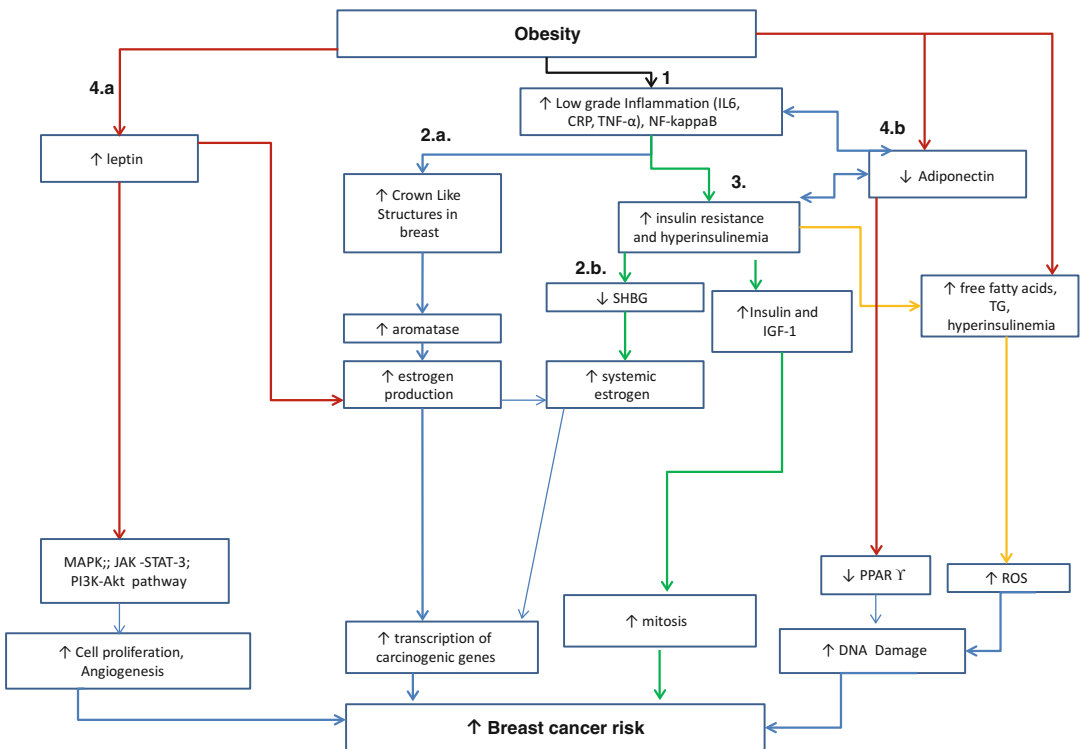 Obesity
1
4.a
↑ Low grade Inflammation (IL6,
CRP, TNF-α), NF-kappaB
2.a.
4.b
↑ leptin
↓ Adiponectin
↑ Crown Like
Structures in
breast
3.
↑ insulin resistance
and hyperinsulinemia
2.b.
↓ SHBG
↑Insulin and
IGF-1
↑ free fatty acids,
TG,
hyperinsulinemia
↑ aromatase
↑ estrogen
production
↑ systemic
estrogen
MAPK;; JAK -STAT-3;
PI3K-Akt pathway
↓ PPAR ϒ
↑ ROS
↑ Cell proliferation,
Angiogenesis
↑ transcription of
carcinogenic genes
↑ mitosis
↑ DNA Damage
↑ Breast cancer risk